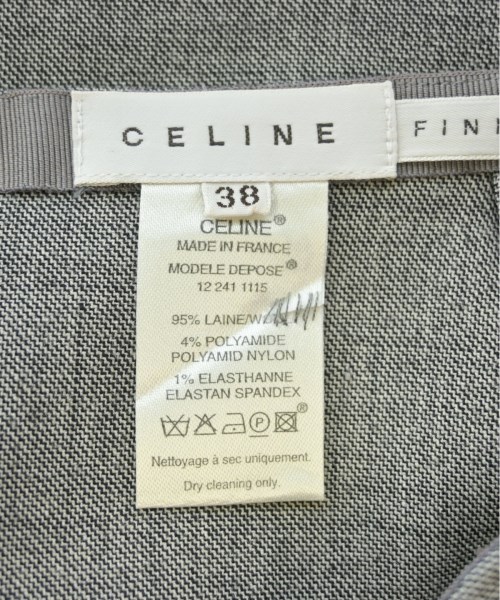 CELINE
FINI
38
CELINE®
MADE IN FRANCE
MODELE DEPOSE®
12 241 1115
95% LAINE/
4% POLYAMIDE
POLYAMID NYLON
1% ELASTHANNE
ELASTAN SPANDEX
P
®
Nettoyage à sec uniquement.
Dry cleaning only.